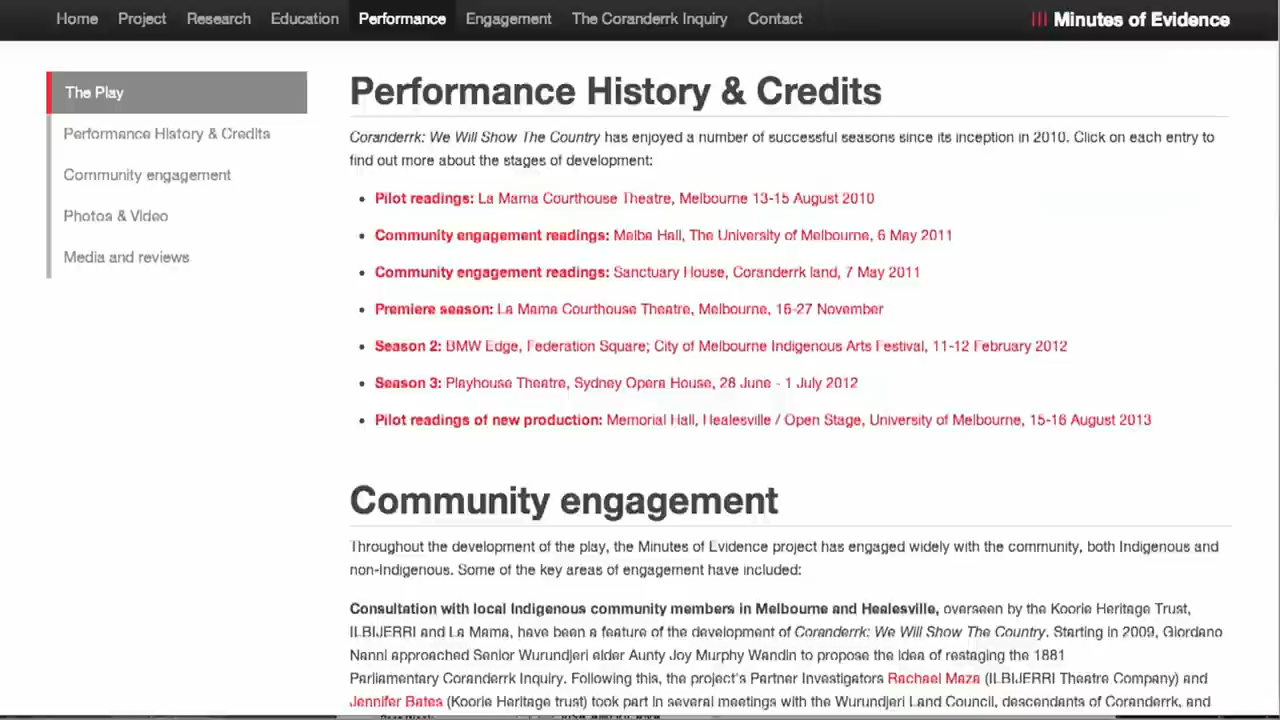 Home Project Research Education Performance Engagement The Coranderrk Inquiry Contact Minutes of Evidence
The Play
Performance History & Credits
Community engagement
Photos & Video
Media and reviews
Performance History & Credits
Coranderrk: We Will Show The Country has enjoyed a number of successful seasons since its inception in 2010. Click on each entry to
find out more about the stages of development:
Pilot readings: La Mama Courthouse Theatre, Melbourne 13-15 August 2010
Community engagement readings: Melba Hall, The University of Melbourne, 6 May 2011
Community engagement readings: Sanctuary House, Coranderrk land, 7 May 2011
Premiere season: La Mama Courthouse Theatre, Melbourne, 16-27 November
Season 2: BMW Edge, Federation Square; City of Melbourne Indigenous Arts Festival, 11-12 February 2012
Season 3: Playhouse Theatre, Sydney Opera House, 28 June - 1 July 2012
Pilot readings of new production: Memorial Hall, Healesville / Open Stage, University of Melbourne, 15-16 August 2013
Community engagement
Throughout the development of the play, the Minutes of Evidence project has engaged widely with the community, both Indigenous and
non-Indigenous. Some of the key areas of engagement have included:
Consultation with local Indigenous community members in Melbourne and Healesville, overseen by the Koorie Heritage Trust,
ILBIJERRI and La Mama, have been a feature of the development of Coranderrk: We Will Show The Country. Starting in 2009, Giordano
Nanni approached Senior Wurundjeri elder Aunty Joy Murphy Wandin to propose the idea of restaging the 1881
Parliamentary Coranderrk Inquiry. Following this, the project's Partner Investigators Rachael Maza (ILBIJERRI Theatre Company) and
Jennifer Bates (Koorie Heritage trust) took part in several meetings with the Wurundjeri Land Council, descendants of Coranderrk, and